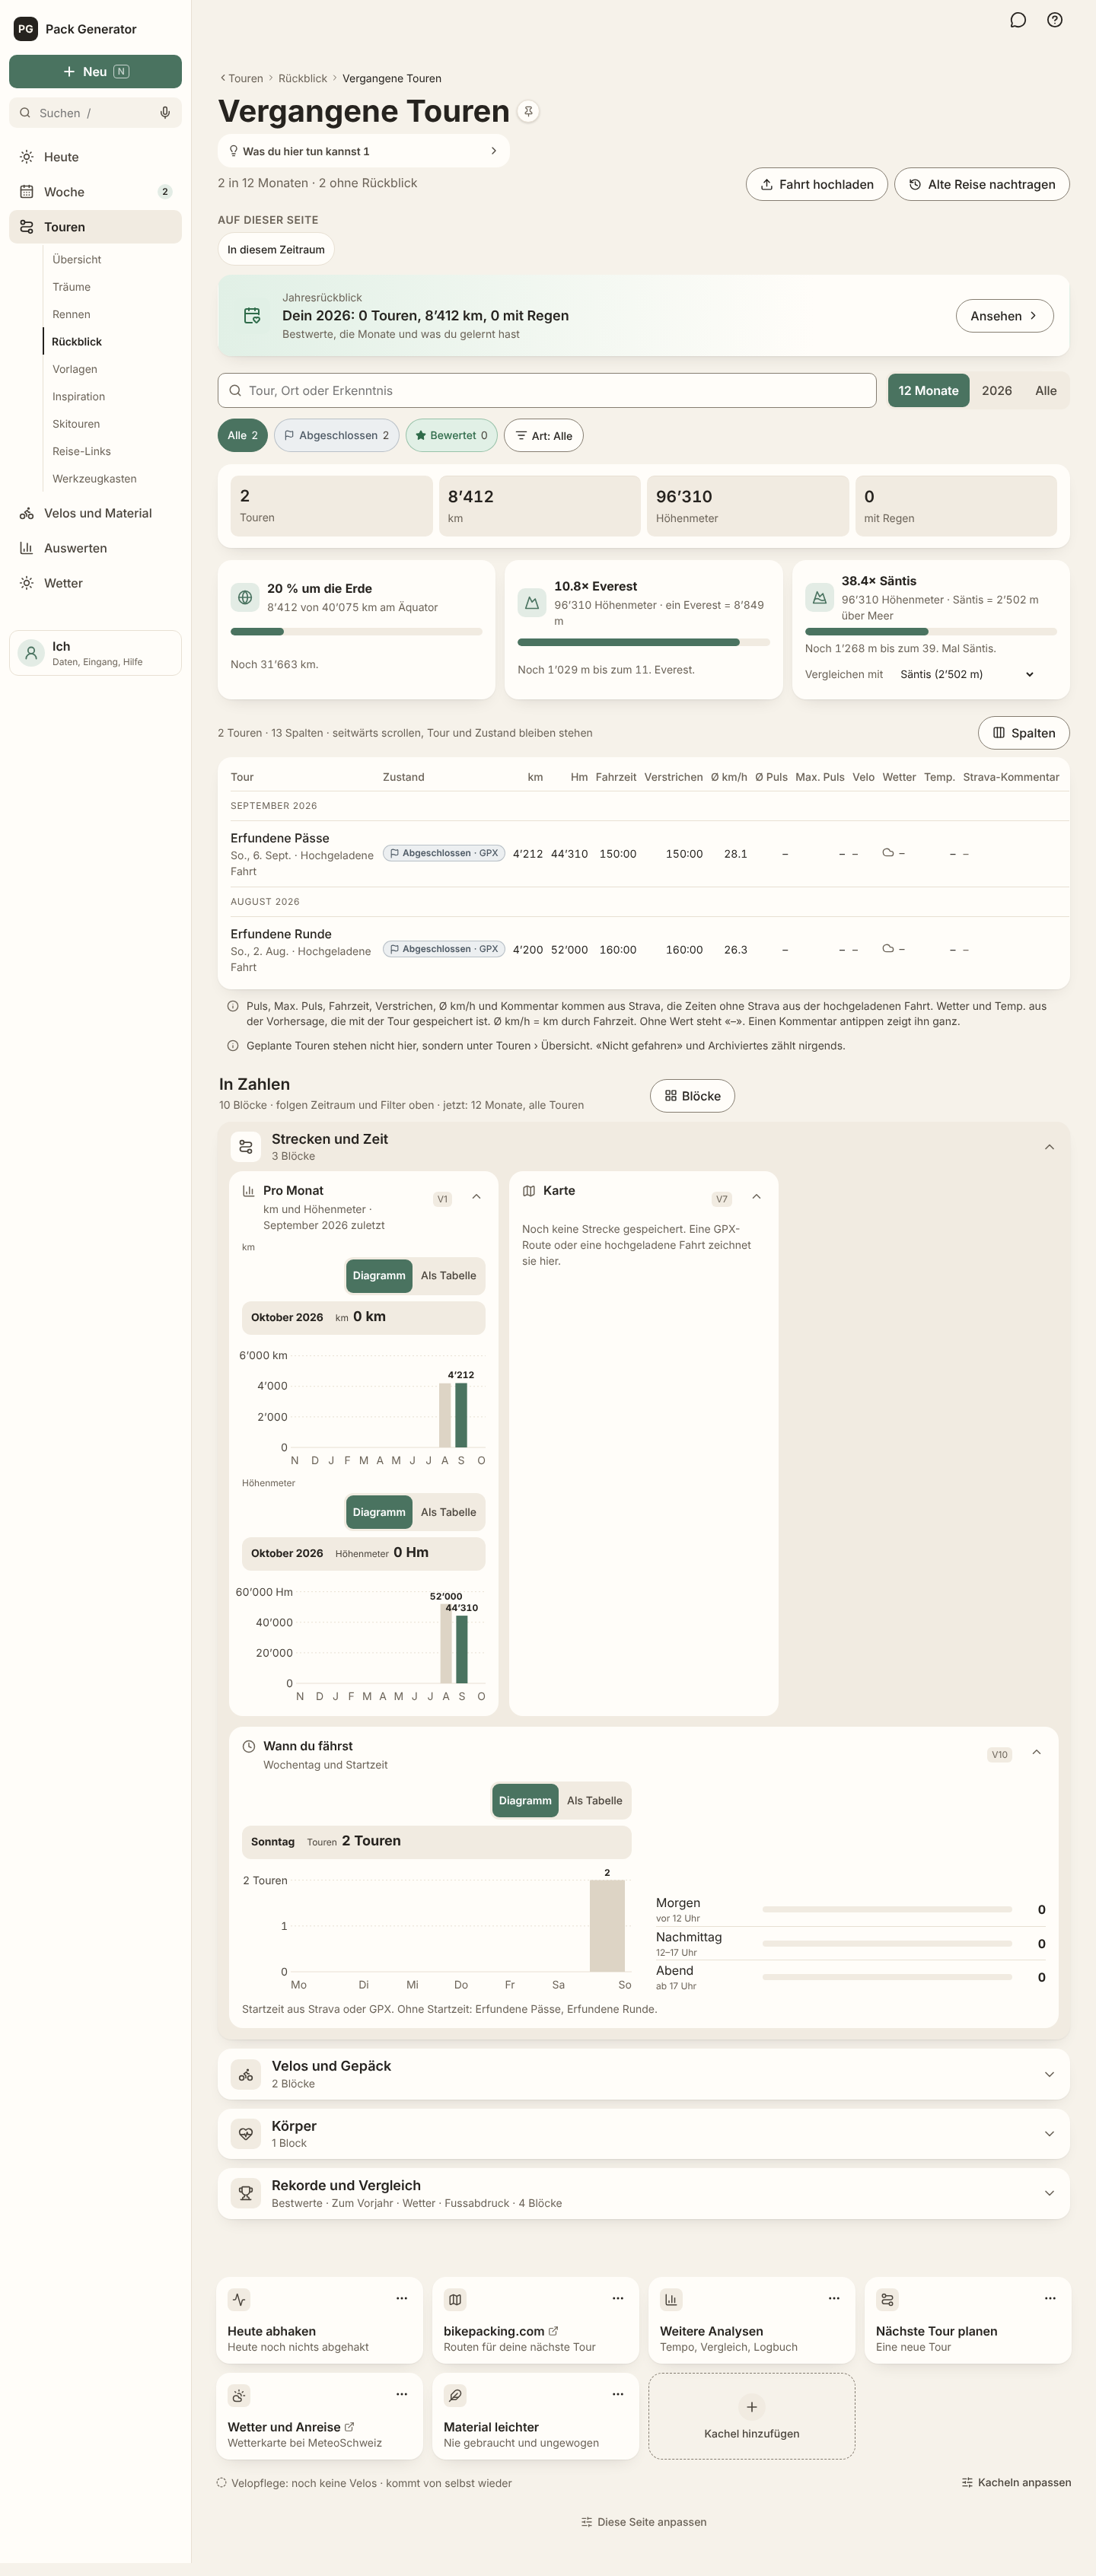 PG Pack Generator
Neu N
Suchen /
Heute
Woche 2
Touren
Übersicht
Träume
Rennen
Rückblick
Vorlagen
Inspiration
Skitouren
Reise-Links
Werkzeugkasten
Velos und Material
Auswerten
Wetter
Ich
Daten, Eingang, Hilfe
Touren › Rückblick › Vergangene Touren
Vergangene Touren
Was du hier tun kannst 1
2 in 12 Monaten · 2 ohne Rückblick
Fahrt hochladen
Alte Reise nachtragen
AUF DIESER SEITE
In diesem Zeitraum
Jahresrückblick
Dein 2026: 0 Touren, 8’412 km, 0 mit Regen
Bestwerte, die Monate und was du gelernt hast
Ansehen
Tour, Ort oder Erkenntnis
12 Monate 2026 Alle
Alle 2 Abgeschlossen 2 Bewertet 0 Art: Alle
2
Touren
8’412
km
96’310
Höhenmeter
0
mit Regen
20 % um die Erde
8’412 von 40’075 km am Äquator
Noch 31’663 km.
10.8× Everest
96’310 Höhenmeter · ein Everest = 8’849
m
Noch 1’029 m bis zum 11. Everest.
38.4× Säntis
96’310 Höhenmeter · Säntis = 2’502 m
über Meer
Noch 1’268 m bis zum 39. Mal Säntis.
Vergleichen mit Säntis (2’502 m)
2 Touren · 13 Spalten · seitwärts scrollen, Tour und Zustand bleiben stehen
Spalten
Tour Zustand km Hm Fahrzeit Verstrichen Ø km/h Ø Puls Max. Puls Velo Wetter Temp. Strava-Kommentar
SEPTEMBER 2026
Erfundene Pässe
So., 6. Sept. · Hochgeladene
Fahrt
Abgeschlossen · GPX 4’212 44’310 150:00 150:00 28.1 – – – – – –
AUGUST 2026
Erfundene Runde
So., 2. Aug. · Hochgeladene
Fahrt
Abgeschlossen · GPX 4’200 52’000 160:00 160:00 26.3 – – – – – –
Puls, Max. Puls, Fahrzeit, Verstrichen, Ø km/h und Kommentar kommen aus Strava, die Zeiten ohne Strava aus der hochgeladenen Fahrt. Wetter und Temp. aus
der Vorhersage, die mit der Tour gespeichert ist. Ø km/h = km durch Fahrzeit. Ohne Wert steht «–». Einen Kommentar antippen zeigt ihn ganz.
Geplante Touren stehen nicht hier, sondern unter Touren › Übersicht. «Nicht gefahren» und Archiviertes zählt nirgends.
In Zahlen
10 Blöcke · folgen Zeitraum und Filter oben · jetzt: 12 Monate, alle Touren
Blöcke
Strecken und Zeit
3 Blöcke
Pro Monat V1
km und Höhenmeter ·
September 2026 zuletzt
km
Diagramm Als Tabelle
Oktober 2026 km 0 km
6’000 km
4’212
4’000
2’000
0
N D J F M A M J J A S O
Höhenmeter
Diagramm Als Tabelle
Oktober 2026 Höhenmeter 0 Hm
60’000 Hm
52’000
44’310
40’000
20’000
0
N D J F M A M J J A S O
Karte V7
Noch keine Strecke gespeichert. Eine GPX-
Route oder eine hochgeladene Fahrt zeichnet
sie hier.
Wann du fährst V10
Wochentag und Startzeit
Diagramm Als Tabelle
Sonntag Touren 2 Touren
2
2 Touren
1
0
Mo Di Mi Do Fr Sa So
Morgen 0
vor 12 Uhr
Nachmittag 0
12–17 Uhr
Abend 0
ab 17 Uhr
Startzeit aus Strava oder GPX. Ohne Startzeit: Erfundene Pässe, Erfundene Runde.
Velos und Gepäck
2 Blöcke
Körper
1 Block
Rekorde und Vergleich
Bestwerte · Zum Vorjahr · Wetter · Fussabdruck · 4 Blöcke
Heute abhaken
Heute noch nichts abgehakt
bikepacking.com
Routen für deine nächste Tour
Weitere Analysen
Tempo, Vergleich, Logbuch
Nächste Tour planen
Eine neue Tour
Wetter und Anreise
Wetterkarte bei MeteoSchweiz
Material leichter
Nie gebraucht und ungewogen
Kachel hinzufügen
Velopflege: noch keine Velos · kommt von selbst wieder
Kacheln anpassen
Diese Seite anpassen